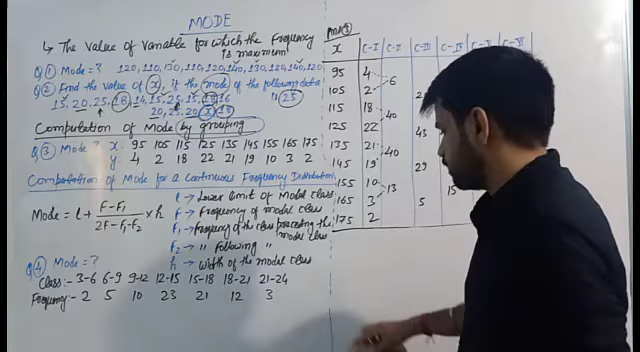 MODE
↳ The value of variable for which the frequency is maximum
Q① Mode = ? 120, 110, 130, 110, 120, 140, 130, 120, 140, 120
Q② Find the value of x, if the mode of the following data is 25
15, 20, 25, 18, 14, 15, 25, 15, 18, 16
20, 25, 20, x, 18
Computation of Mode by grouping
Q③ Mode ? x- 95 105 115 125 135 145 155 165 175
y: 4 2 18 22 21 19 10 3 2
Computation of Mode for a Continuous Frequency Distribution
Mode = l + F-F1 / 2F-F1-F2 × h
l → Lower limit of Modal class
F → Frequency of modal class
F1 → Frequency of the class preceding the modal class
F2 → " following "
h → width of the modal class
Q④ Mode = ?
Class:- 3-6 6-9 9-12 12-15 15-18 18-21 21-24
Frequency:- 2 5 10 23 21 12 3
Ans③
x C-I C-II C-III C-IV
95 4
6
105 2
115 18
40
125 22
43
135 21
40
145 19
29
155 10
13 15
165 3
5
175 2